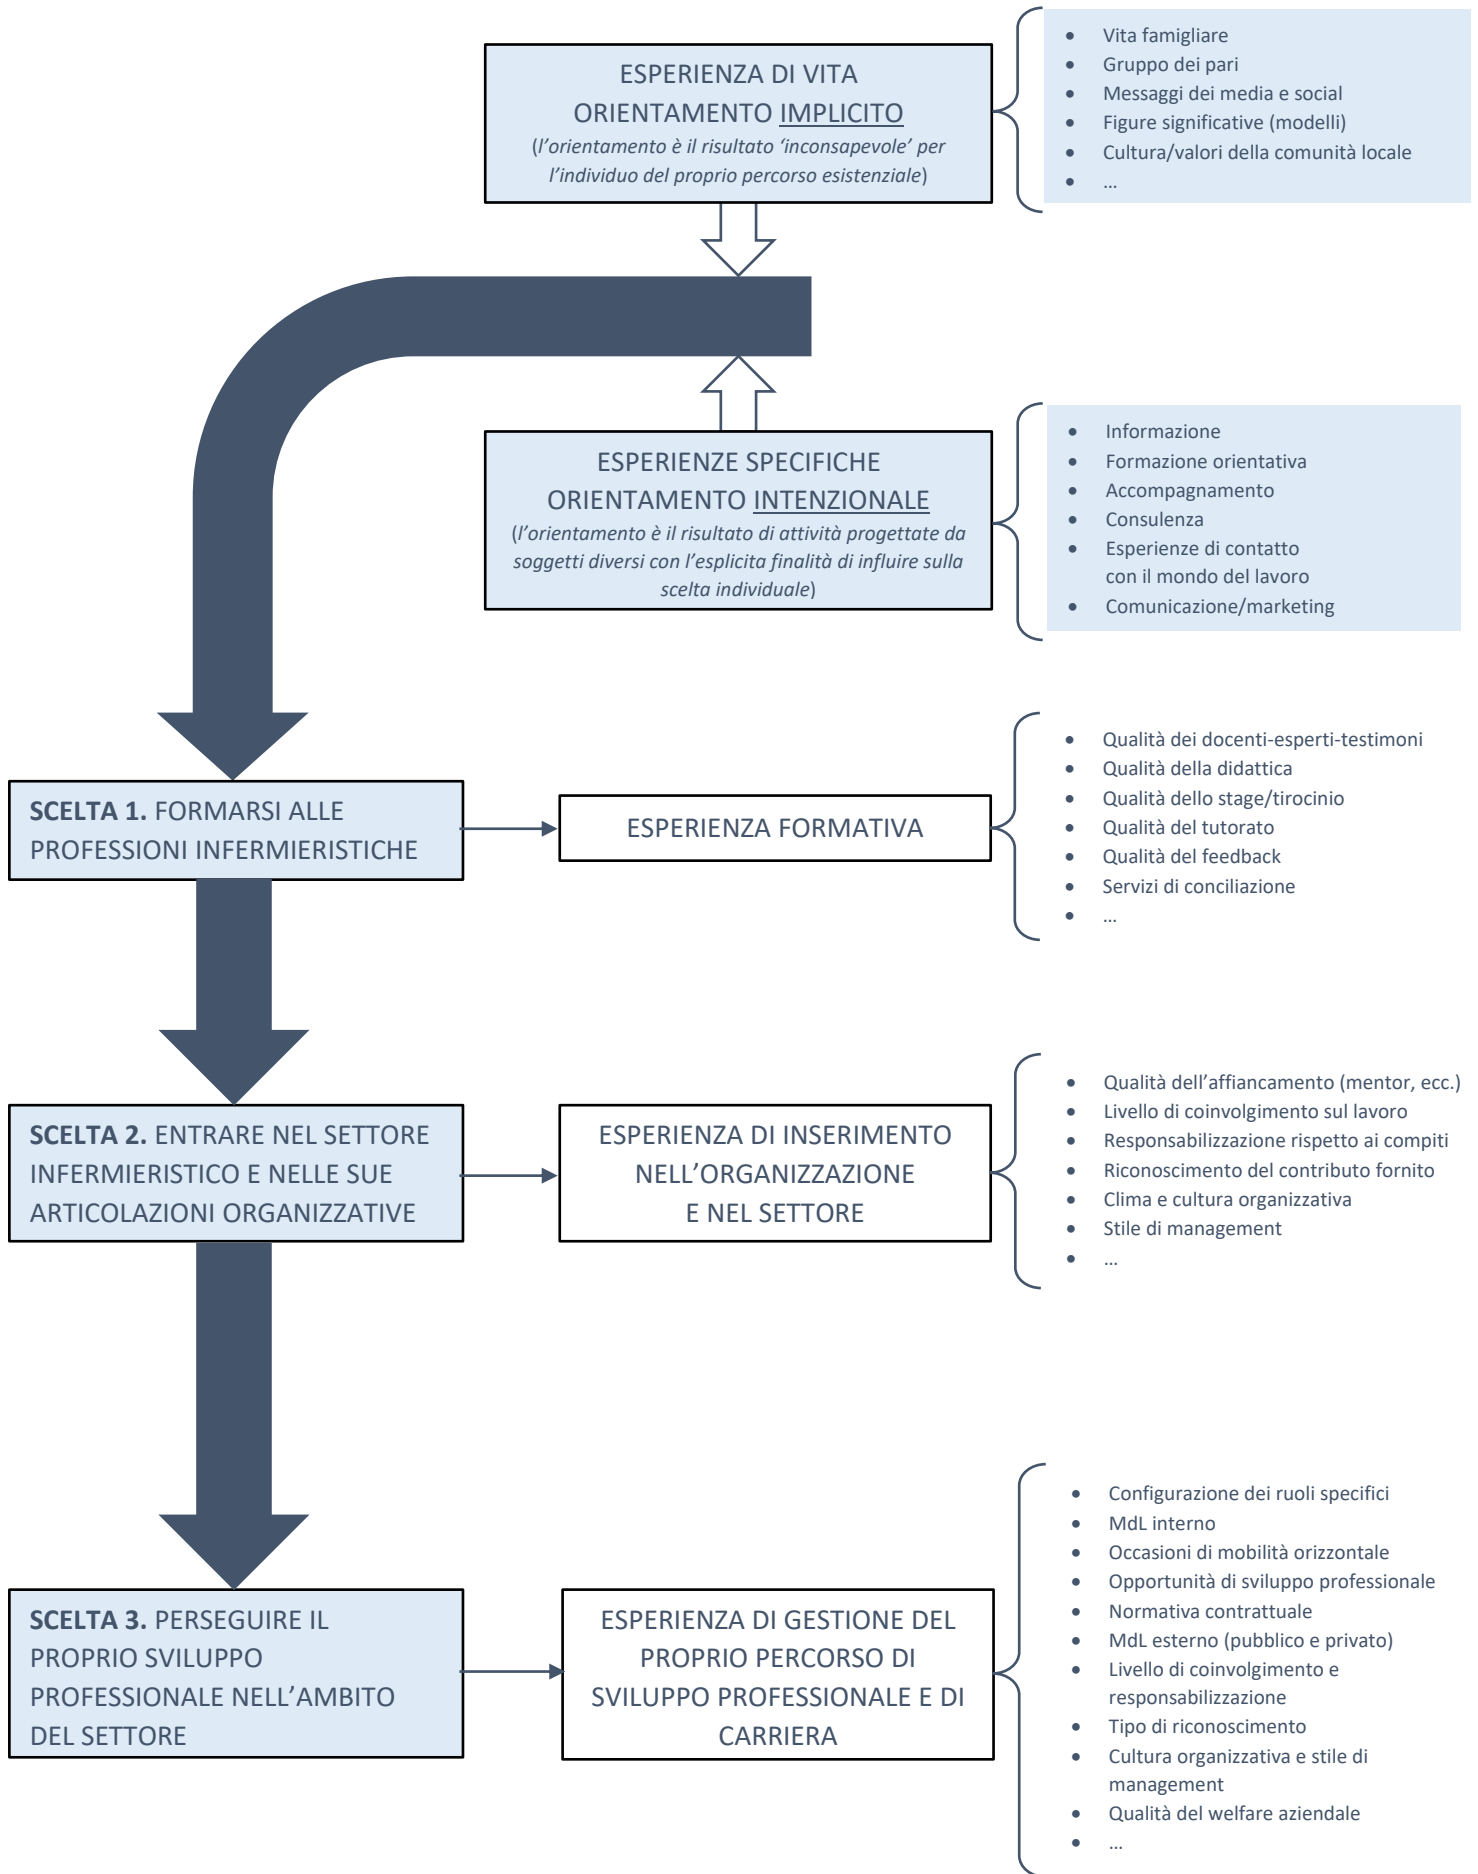 ESPERIENZA DI VITA
ORIENTAMENTO IMPLICITO
(l’orientamento è il risultato ‘inconsapevole’ per
l’individuo del proprio percorso esistenziale)
• Vita famigliare
• Gruppo dei pari
• Messaggi dei media e social
• Figure significative (modelli)
• Cultura/valori della comunità locale
• …
ESPERIENZE SPECIFICHE
ORIENTAMENTO INTENZIONALE
(l’orientamento è il risultato di attività progettate da
soggetti diversi con l’esplicita finalità di influire sulla
scelta individuale)
• Informazione
• Formazione orientativa
• Accompagnamento
• Consulenza
• Esperienze di contatto
con il mondo del lavoro
• Comunicazione/marketing
SCELTA 1. FORMARSI ALLE
PROFESSIONI INFERMIERISTICHE
ESPERIENZA FORMATIVA
• Qualità dei docenti-esperti-testimoni
• Qualità della didattica
• Qualità dello stage/tirocinio
• Qualità del tutorato
• Qualità del feedback
• Servizi di conciliazione
• …
SCELTA 2. ENTRARE NEL SETTORE
INFERMIERISTICO E NELLE SUE
ARTICOLAZIONI ORGANIZZATIVE
ESPERIENZA DI INSERIMENTO
NELL’ORGANIZZAZIONE
E NEL SETTORE
• Qualità dell’affiancamento (mentor, ecc.)
• Livello di coinvolgimento sul lavoro
• Responsabilizzazione rispetto ai compiti
• Riconoscimento del contributo fornito
• Clima e cultura organizzativa
• Stile di management
• …
SCELTA 3. PERSEGUIRE IL
PROPRIO SVILUPPO
PROFESSIONALE NELL’AMBITO
DEL SETTORE
ESPERIENZA DI GESTIONE DEL
PROPRIO PERCORSO DI
SVILUPPO PROFESSIONALE E DI
CARRIERA
• Configurazione dei ruoli specifici
• MdL interno
• Occasioni di mobilità orizzontale
• Opportunità di sviluppo professionale
• Normativa contrattuale
• MdL esterno (pubblico e privato)
• Livello di coinvolgimento e
responsabilizzazione
• Tipo di riconoscimento
• Cultura organizzativa e stile di
management
• Qualità del welfare aziendale
• …